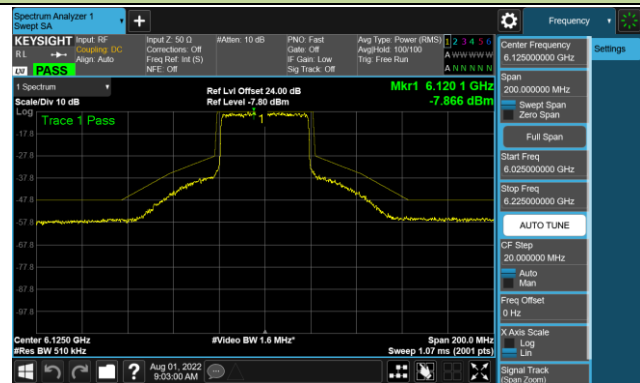 Spectrum Analyzer 1
Swept SA
Frequency
KEYSIGHT
RL
Input: RF
Coupling: DC
Align: Auto
Input Z: 50 Ω
Corrections: Off
Freq Ref: Int (S)
NFE: Off
#Atten: 10 dB
PNO: Fast
Gate: Off
IF Gain: Low
Sig Track: Off
Avg Type: Power (RMS)
Avg|Hold: 100/100
Trig: Free Run
1 2 3 4 5 6
A W W W W W
A N N N N N
LXI PASS
1 Spectrum
Scale/Div 10 dB
Ref Lvl Offset 24.00 dB
Ref Level -7.80 dBm
Mkr1 6.120 1 GHz
-7.866 dBm
Log
Trace 1 Pass
1
-17.8
-27.8
-37.8
-47.8
-57.8
-67.8
-77.8
-87.8
-97.8
Center 6.1250 GHz
#Res BW 510 kHz
#Video BW 1.6 MHz*
Span 200.0 MHz
Sweep 1.07 ms (2001 pts)
?
Aug 01, 2022
9:03:00 AM
Center Frequency
6.125000000 GHz
Settings
Span
200.000000 MHz
Swept Span
Zero Span
Full Span
Start Freq
6.025000000 GHz
Stop Freq
6.225000000 GHz
AUTO TUNE
CF Step
20.000000 MHz
Auto
Man
Freq Offset
0 Hz
X Axis Scale
Log
Lin
Signal Track
(Span Zoom)